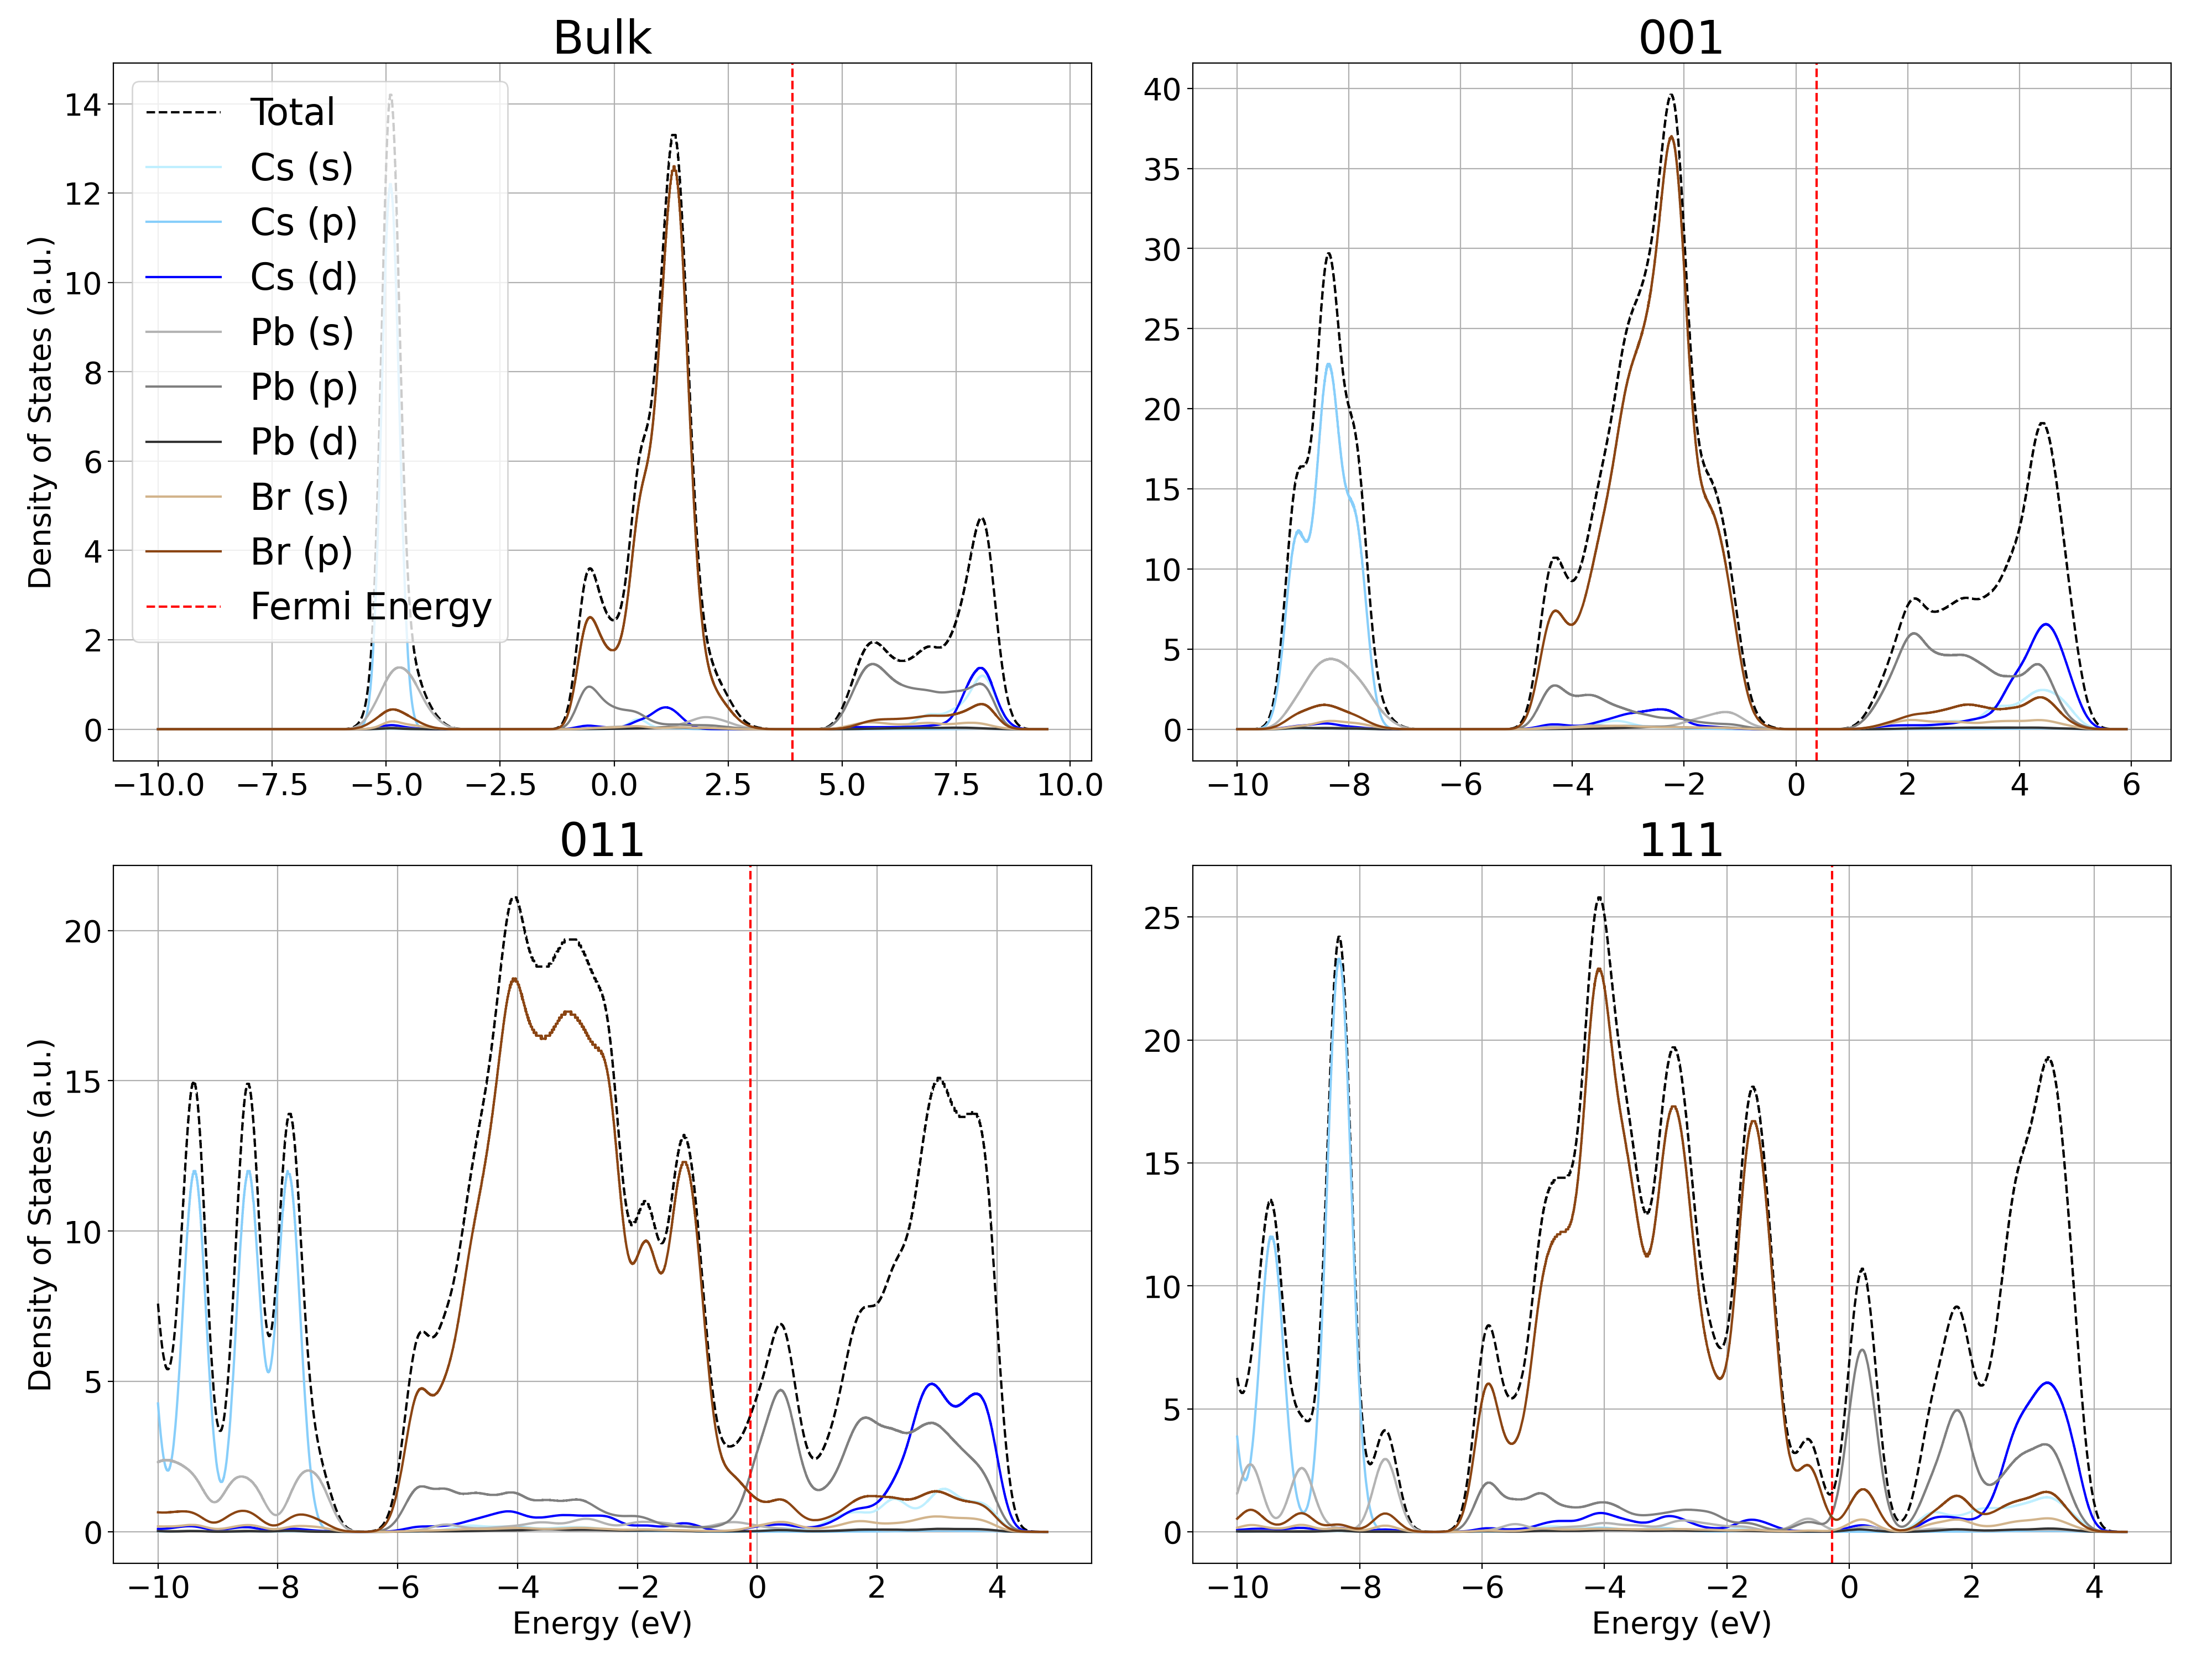 Bulk
Density of States (a.u.)
14
12
10
8
6
4
2
0
Total
Cs (s)
Cs (p)
Cs (d)
Pb (s)
Pb (p)
Pb (d)
Br (s)
Br (p)
Fermi Energy
−10.0 −7.5 −5.0 −2.5 0.0 2.5 5.0 7.5 10.0
001
40
35
30
25
20
15
10
5
0
−10 −8 −6 −4 −2 0 2 4 6
011
Density of States (a.u.)
20
15
10
5
0
−10 −8 −6 −4 −2 0 2 4
Energy (eV)
111
25
20
15
10
5
0
−10 −8 −6 −4 −2 0 2 4
Energy (eV)